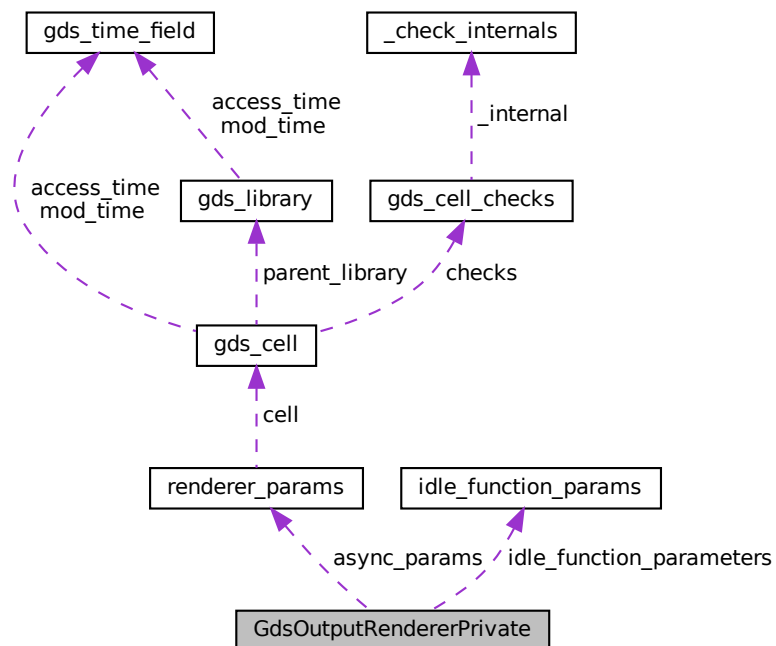 gds_time_field
_check_internals
access_time
mod_time
_internal
access_time
mod_time
gds_library
gds_cell_checks
parent_library
checks
gds_cell
cell
renderer_params
idle_function_params
async_params
idle_function_parameters
GdsOutputRendererPrivate